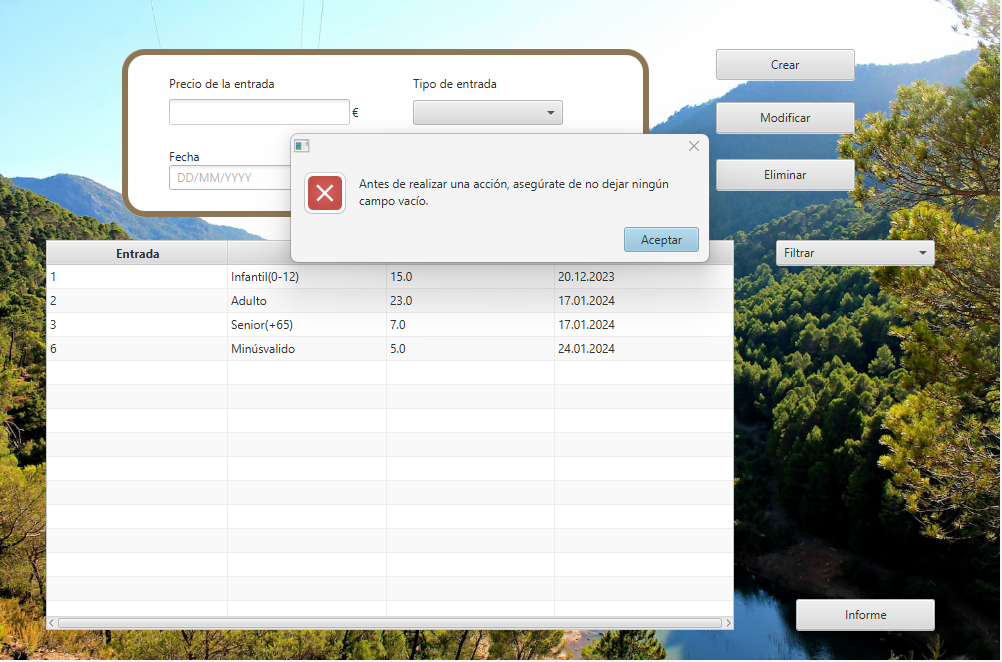 Precio de la entrada
Tipo de entrada
€
Fecha
DD/MM/YYYY
Crear
Modificar
Eliminar
Antes de realizar una acción, asegúrate de no dejar ningún
campo vacío.
Aceptar
Filtrar
Entrada
1 Infantil(0-12) 15.0 20.12.2023
2 Adulto 23.0 17.01.2024
3 Senior(+65) 7.0 17.01.2024
6 Minúsvalido 5.0 24.01.2024
Informe